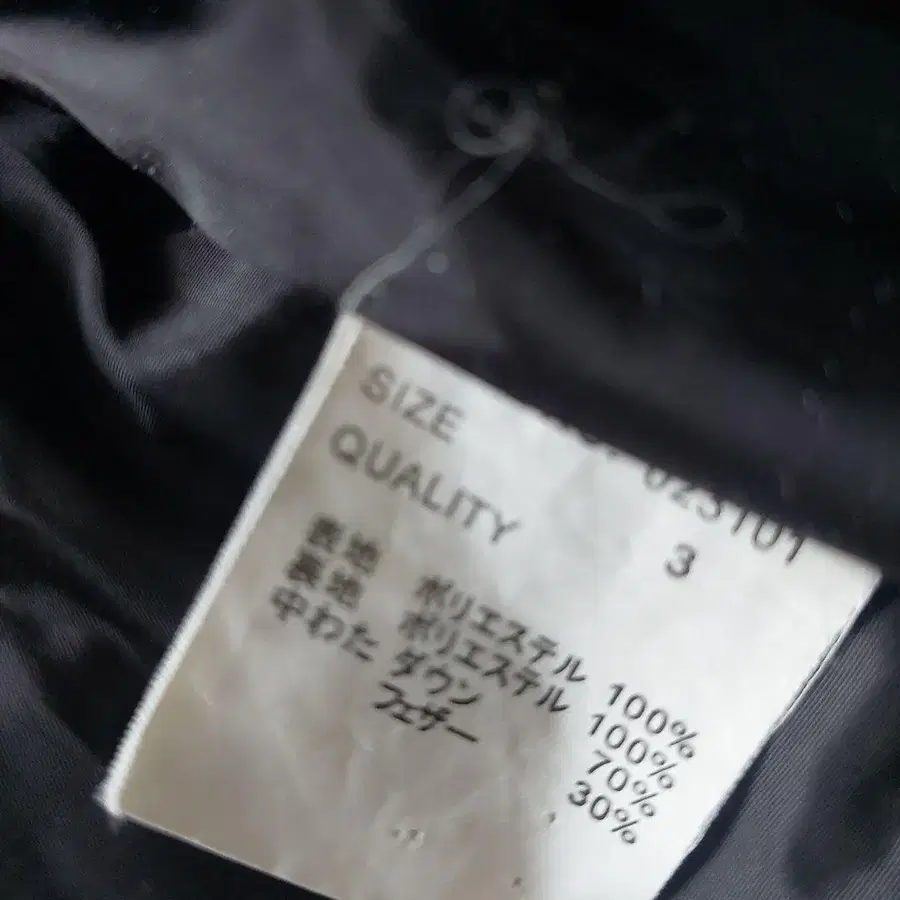 023101
SIZE 3
QUALITY
表地 ポリエステル 100%
裏地 ポリエステル 100%
中わた ダウン 70%
フェザー 30%